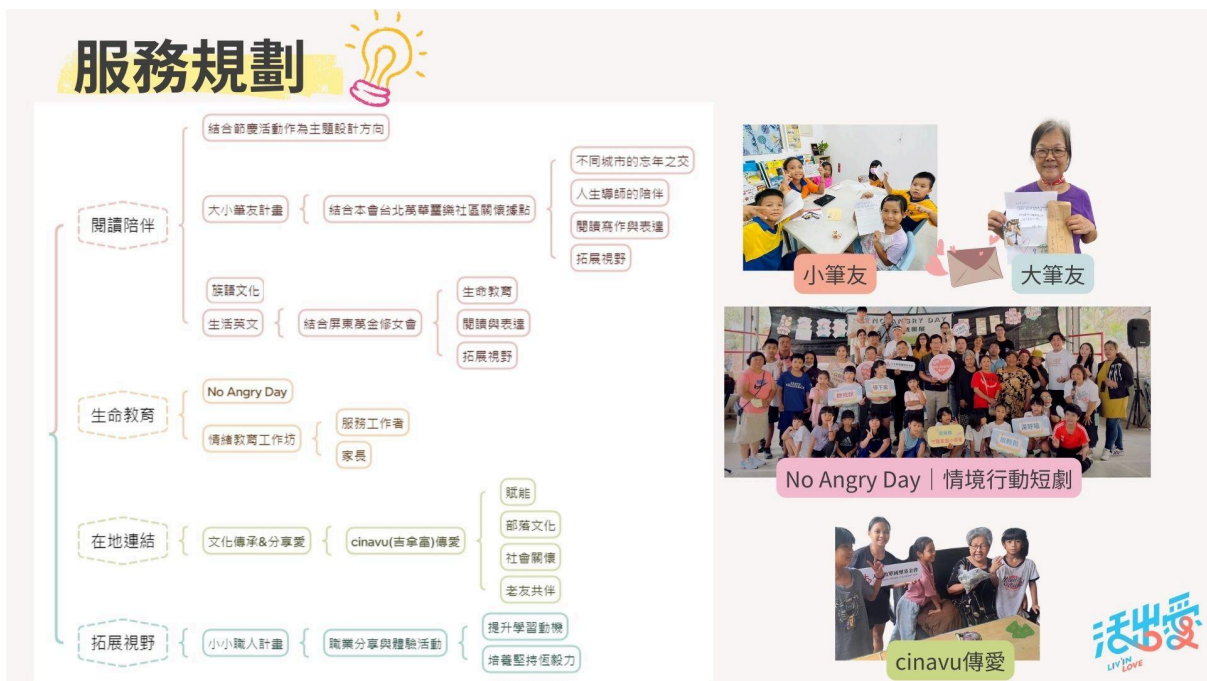 服務規劃
結合節慶活動作為主題設計方向
閱讀陪伴
大小筆友計畫
結合本會台北萬華臺樂社區關懷據點
不同城市的忘年之交
人生導師的陪伴
閱讀寫作與表達
拓展視野
族語文化
生活英文
結合屏東萬金修女會
生命教育
閱讀與表達
拓展視野
生命教育
No Angry Day
情緒教育工作坊
服務工作者
家長
在地連結
文化傳承&分享愛
cinavu(吉拿富)傳愛
賦能
部落文化
社會關懷
老友共伴
拓展視野
小小職人計畫
職業分享與體驗活動
提升學習動機
培養堅持恆毅力
小筆友
大筆友
NO ANGRY DAY
No Angry Day｜情境行動短劇
cinavu傳愛
活出愛
LIV'IN
LOVE